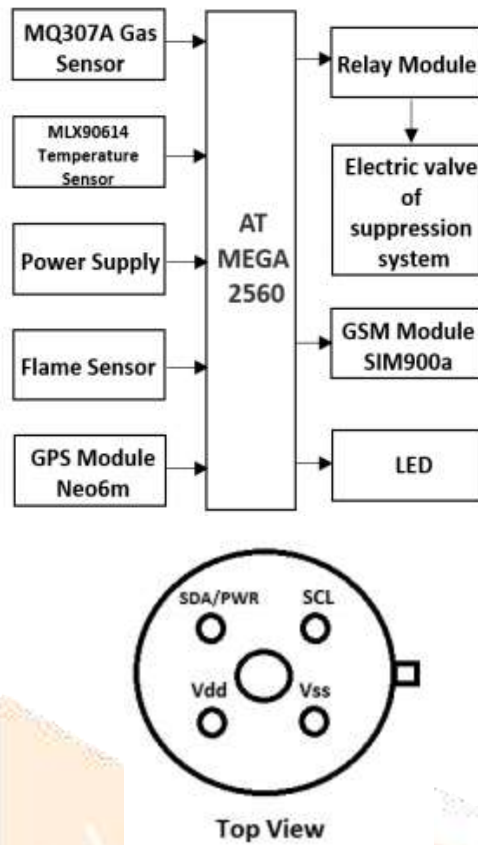 MQ307A Gas
Sensor
MLX90614
Temperature
Sensor
Power Supply
Flame Sensor
GPS Module
Neo6m
AT
MEGA
2560
Relay Module
Electric valve
of
suppression
system
GSM Module
SIM900a
LED
SDA/PWR SCL
Vdd Vss
Top View